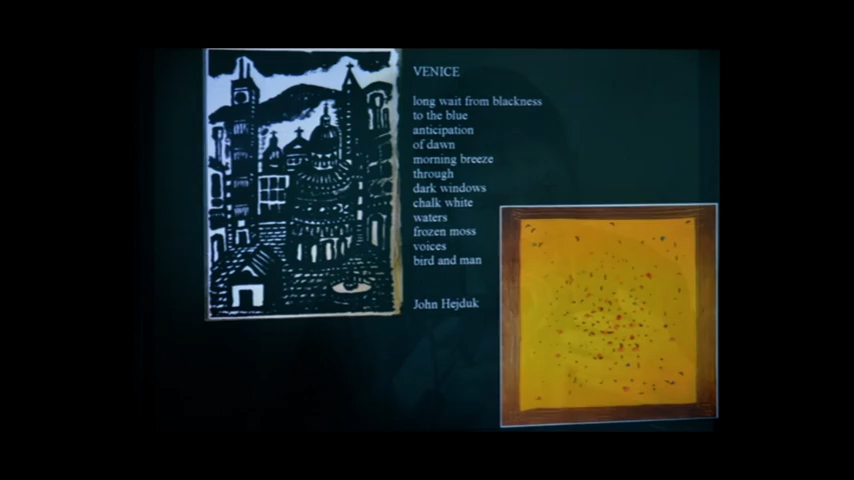 VENICE
long wait from blackness
to the blue
anticipation
of dawn
morning breeze
through
dark windows
chalk white
waters
frozen moss
voices
bird and man
John Hejduk